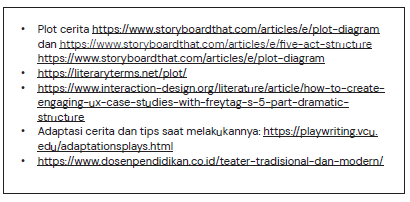 • Plot cerita https://www.storyboardthat.com/articles/e/plot-diagram
dan https://www.storyboardthat.com/articles/e/five-act-structure
https://www.storyboardthat.com/articles/e/plot-diagram
• https://literaryterms.net/plot/
• https://www.interaction-design.org/literature/article/how-to-create-
engaging-ux-case-studies-with-freytag-s-5-part-dramatic-
structure
• Adaptasi cerita dan tips saat melakukannya: https://playwriting.vcu.
edu/adaptationsplays.html
• https://www.dosenpendidikan.co.id/teater-tradisional-dan-modern/